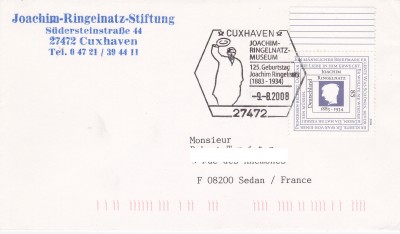 Joachim-Ringelnatz-Stiftung
Südersteinstraße 44
27472 Cuxhaven
Tel. 0 47 21 / 39 44 11
CUXHAVEN
JOACHIM-
RINGELNATZ-
MUSEUM
125. Geburtstag
Joachim Ringelnatz
(1883 - 1934)
-9.-8.2008
27472
JOACHIM
RINGELNATZ
Deutschland
85
1883-1934
Monsieur
F 08200 Sedan / France